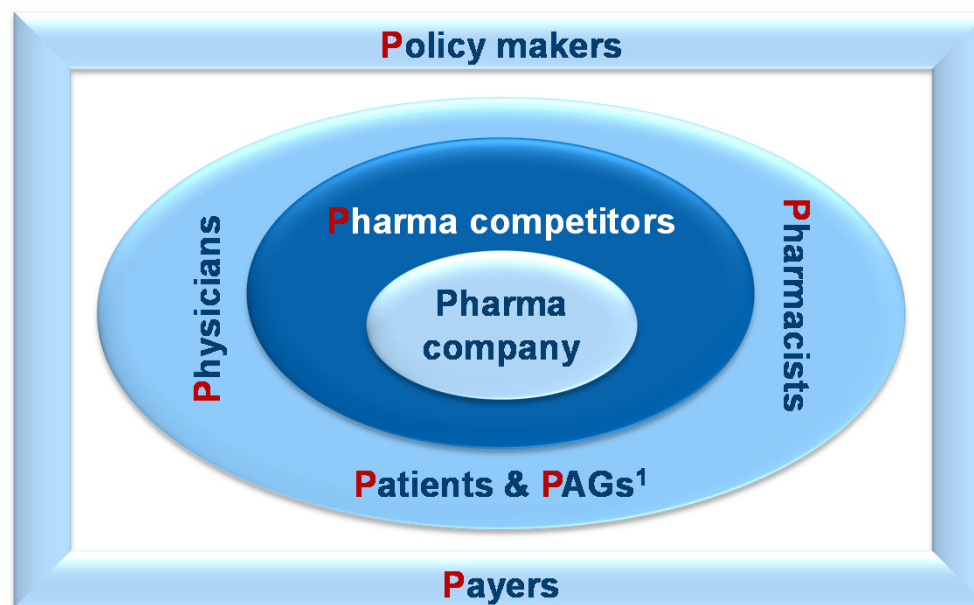 Policy makers
Pharma competitors
Physicians
Pharmacists
Pharma
company
Patients & PAGs¹
Payers